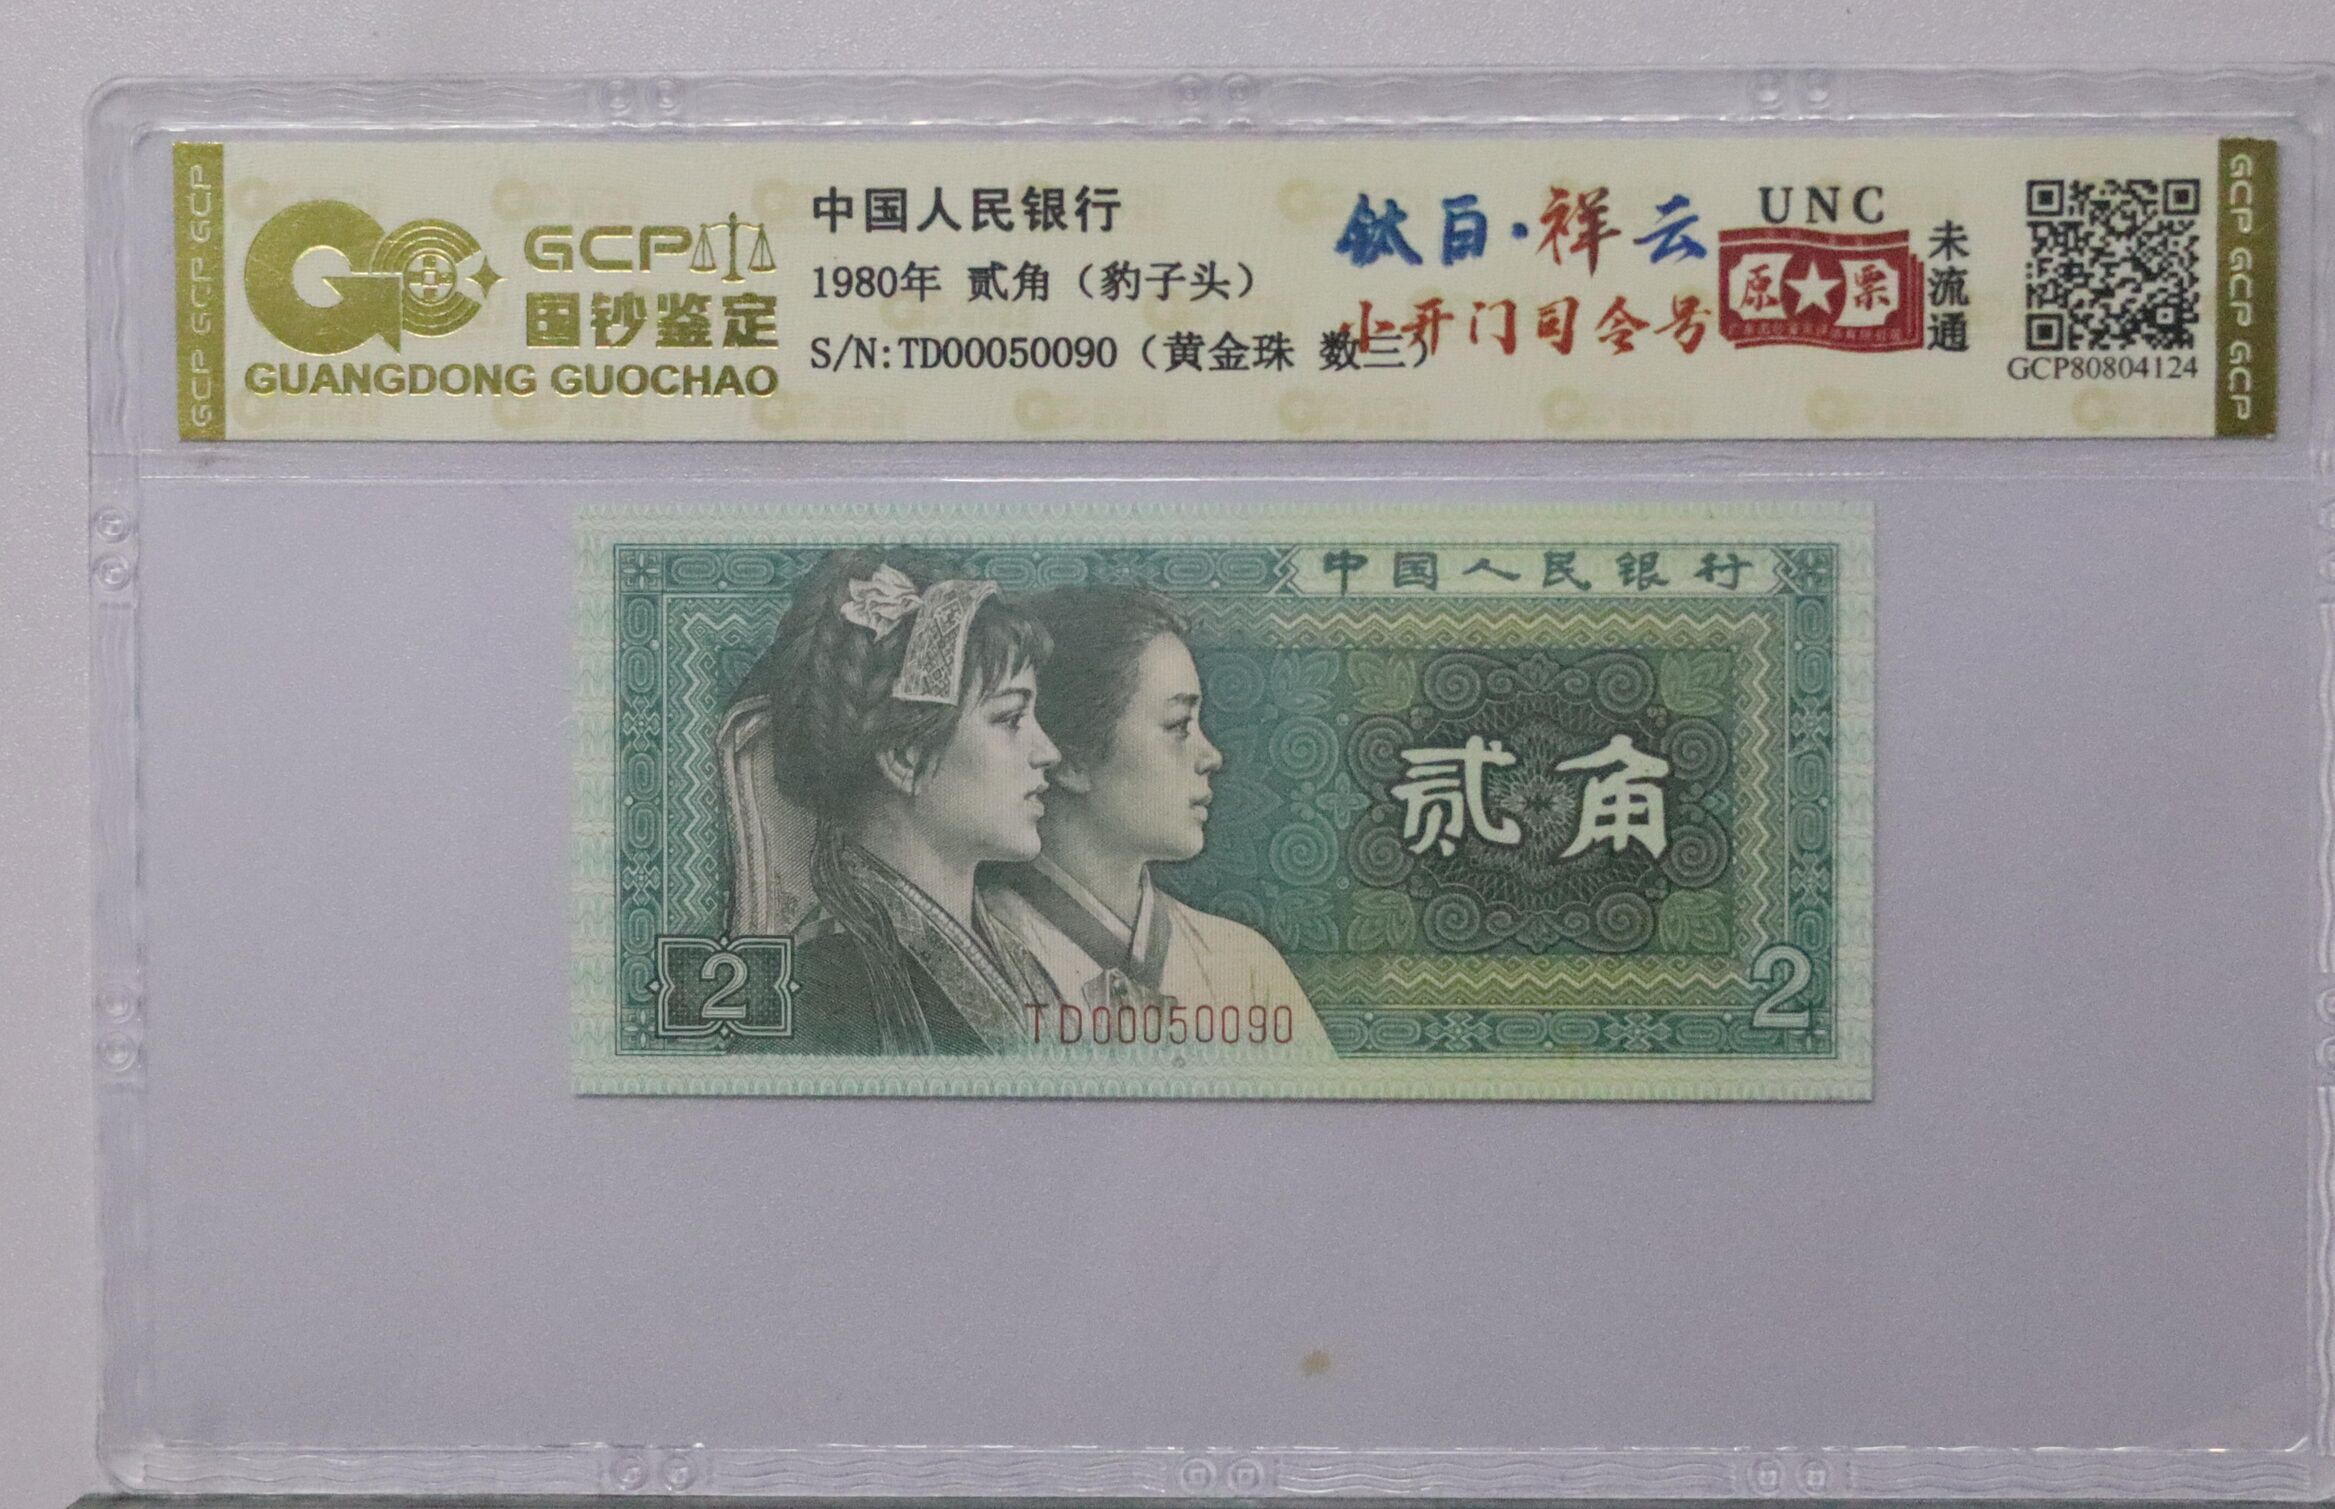 GCP GCP GCP
GCP
国钞鉴定
GUANGDONG GUOCHAO
中国人民银行
1980年 贰角（豹子头）
S/N:TD00050090（黄金珠 数三）
钛白·祥云
小开门司令号
UNC
原票
未流通
GCP80804124
GCP GCP GCP
中国人民银行
贰角
2
2
TD00050090